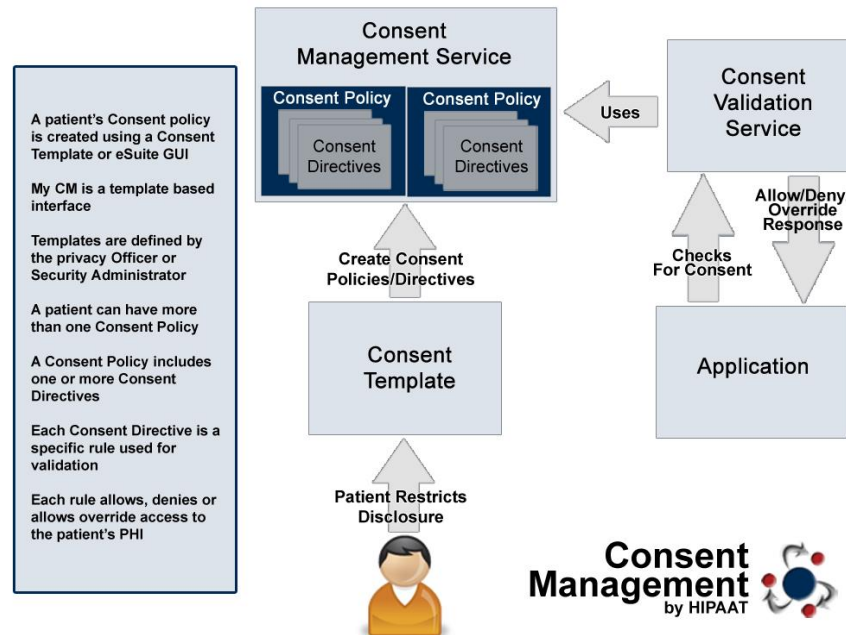 Consent
Management Service
Consent Policy
Consent
Directives
Consent Policy
Consent
Directives
Uses
Consent
Validation
Service
A patient's Consent policy
is created using a Consent
Template or eSuite GUI
My CM is a template based
interface
Templates are defined by
the privacy Officer or
Security Administrator
A patient can have more
than one Consent Policy
A Consent Policy includes
one or more Consent
Directives
Each Consent Directive is a
specific rule used for
validation
Each rule allows, denies or
allows override access to
the patient's PHI
Create Consent
Policies/Directives
Checks
For Consent
Allow/Deny
Override
Response
Consent
Template
Application
Patient Restricts
Disclosure
Consent
Management
by HIPAAT